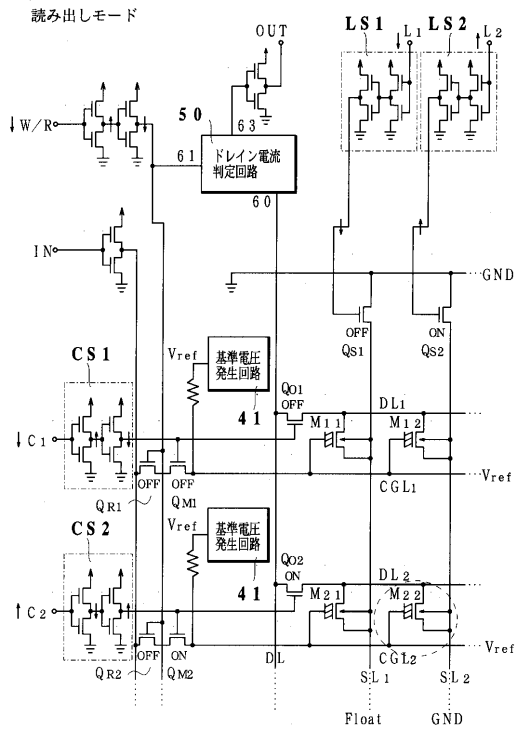 読み出しモード
OUT
LS1
↓L1
LS2
↑L2
50
63
↓W/R
61
ドレイン電流
判定回路
60
IN
GND
OFF
QS1
ON
QS2
CS1
Vref
基準電圧
発生回路
41
QO1
OFF
DL1
M11
M12
↓C1
OFF
OFF
QR1
QM1
CGL1
Vref
CS2
Vref
基準電圧
発生回路
41
QO2
ON
DL2
M21
M22
↑C2
OFF
ON
QR2
QM2
DL
CGL2
Vref
SL1
SL2
Float
GND